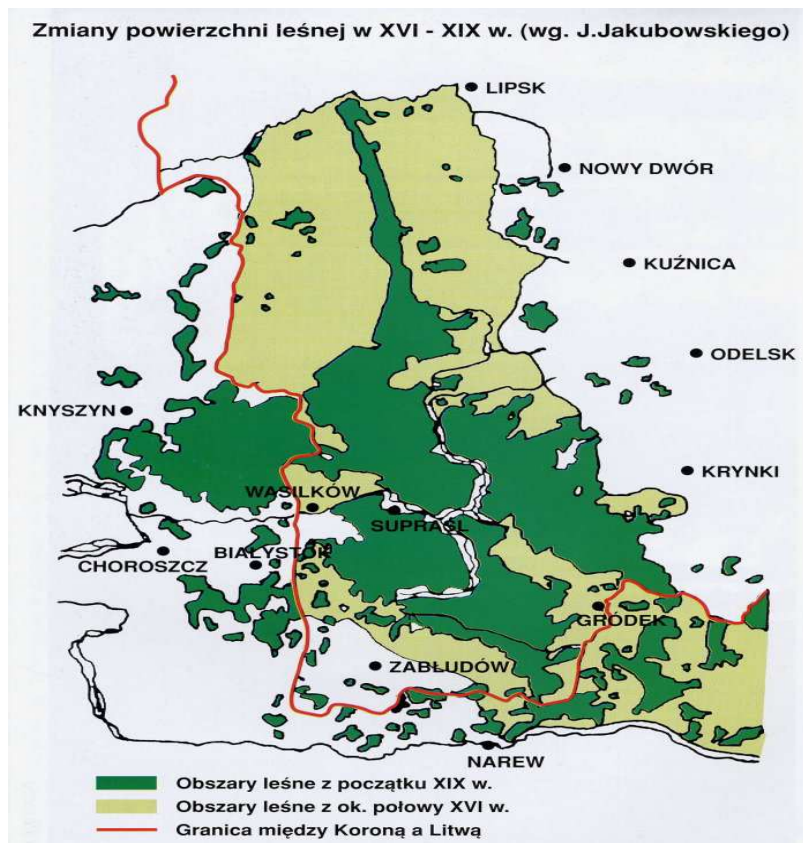 Zmiany powierzchni leśnej w XVI - XIX w. (wg. J.Jakubowskiego)
LIPSK
NOWY DWÓR
KUŹNICA
ODELSK
KNYSZYN
KRYNKI
WASILKÓW
SUPRAŚL
BIAŁYSTOK
CHOROSZCZ
GRÓDEK
ZABŁUDÓW
NAREW
Obszary leśne z początku XIX w.
Obszary leśne z ok. połowy XVI w.
Granica między Koroną a Litwą